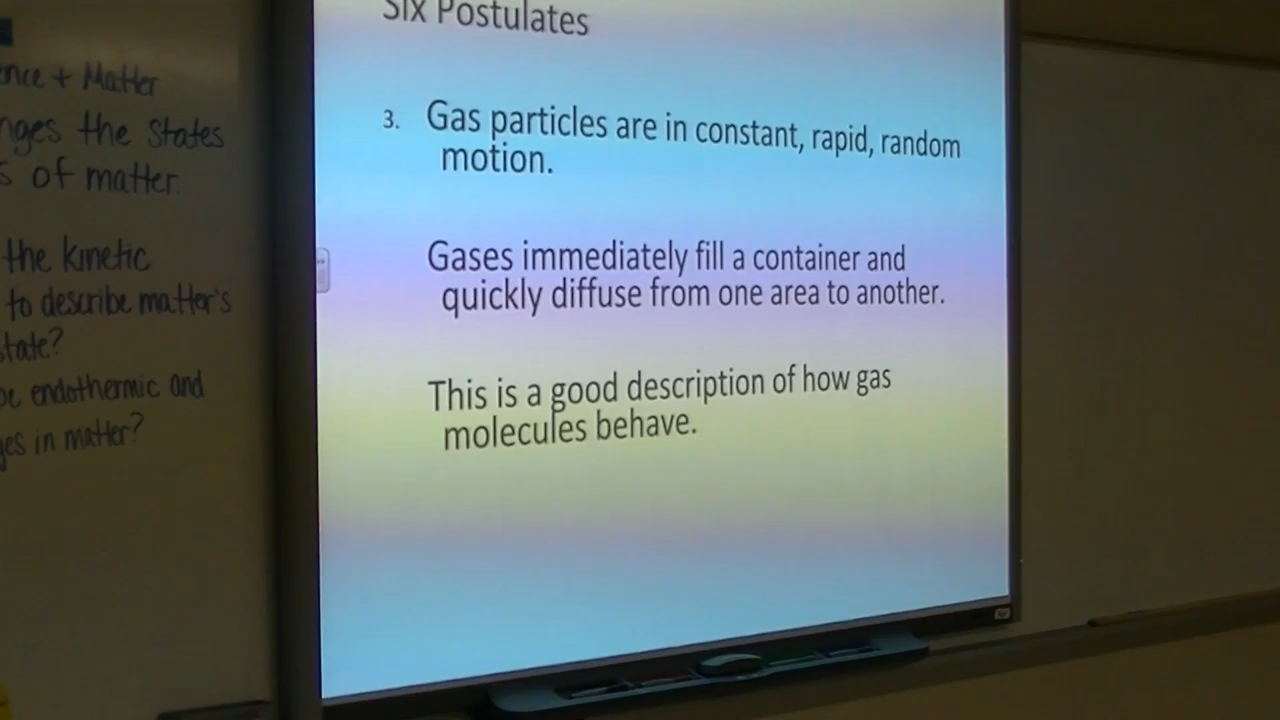 ence + Matter
nges the States
s of matter.
the kinetic
to describe matter's
state?
be endothermic and
ges in matter?
Six Postulates
3. Gas particles are in constant, rapid, random
motion.
Gases immediately fill a container and
quickly diffuse from one area to another.
This is a good description of how gas
molecules behave.